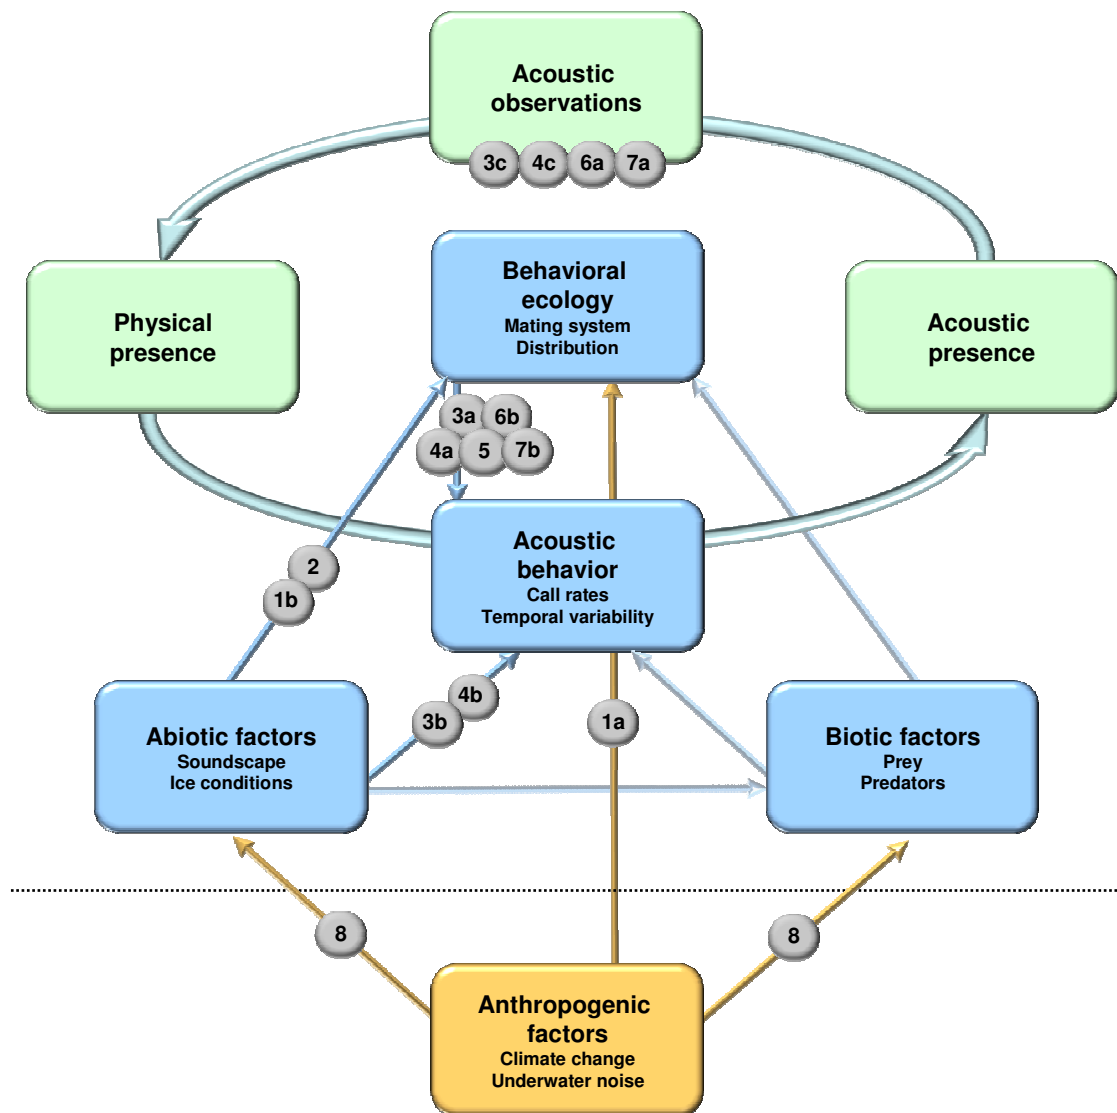 Acoustic
observations
3c 4c 6a 7a
Behavioral
ecology
Mating system
Distribution
Physical
presence
Acoustic
presence
3a 6b
4a 5 7b
Acoustic
behavior
Call rates
Temporal variability
2
1b
4b
3b
1a
Abiotic factors
Soundscape
Ice conditions
Biotic factors
Prey
Predators
8
8
Anthropogenic
factors
Climate change
Underwater noise